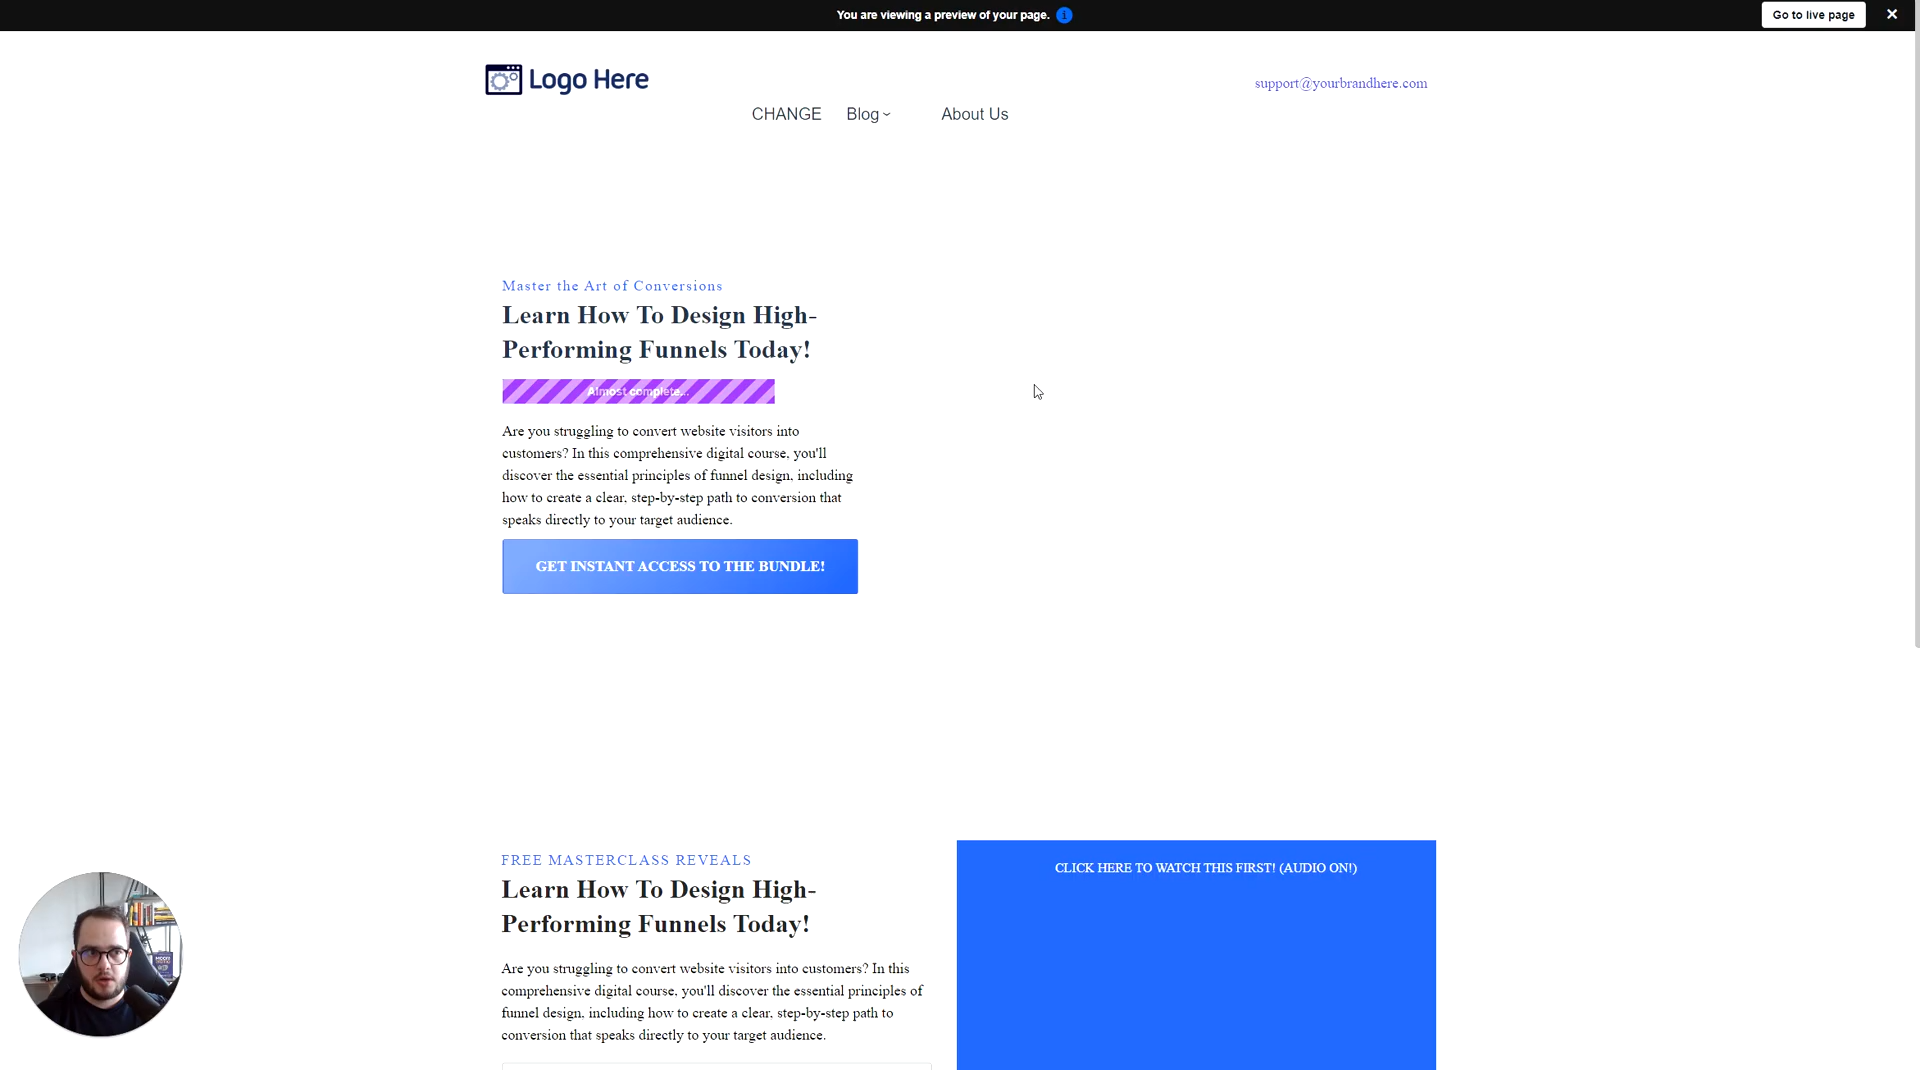 You are viewing a preview of your page.
Go to live page
Logo Here
support@yourbrandhere.com
CHANGE Blog About Us
Master the Art of Conversions
Learn How To Design High-
Performing Funnels Today!
Almost complete...
Are you struggling to convert website visitors into
customers? In this comprehensive digital course, you'll
discover the essential principles of funnel design, including
how to create a clear, step-by-step path to conversion that
speaks directly to your target audience.
GET INSTANT ACCESS TO THE BUNDLE!
FREE MASTERCLASS REVEALS
Learn How To Design High-
Performing Funnels Today!
Are you struggling to convert website visitors into customers? In this
comprehensive digital course, you'll discover the essential principles of
funnel design, including how to create a clear, step-by-step path to
conversion that speaks directly to your target audience.
CLICK HERE TO WATCH THIS FIRST! (AUDIO ON!)